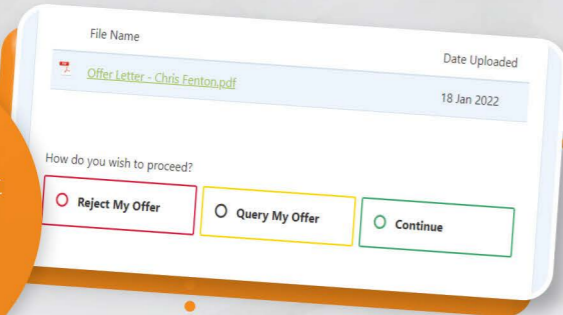 File Name
Date Uploaded
Offer Letter - Chris Fenton.pdf
18 Jan 2022
How do you wish to proceed?
Reject My Offer
Query My Offer
Continue